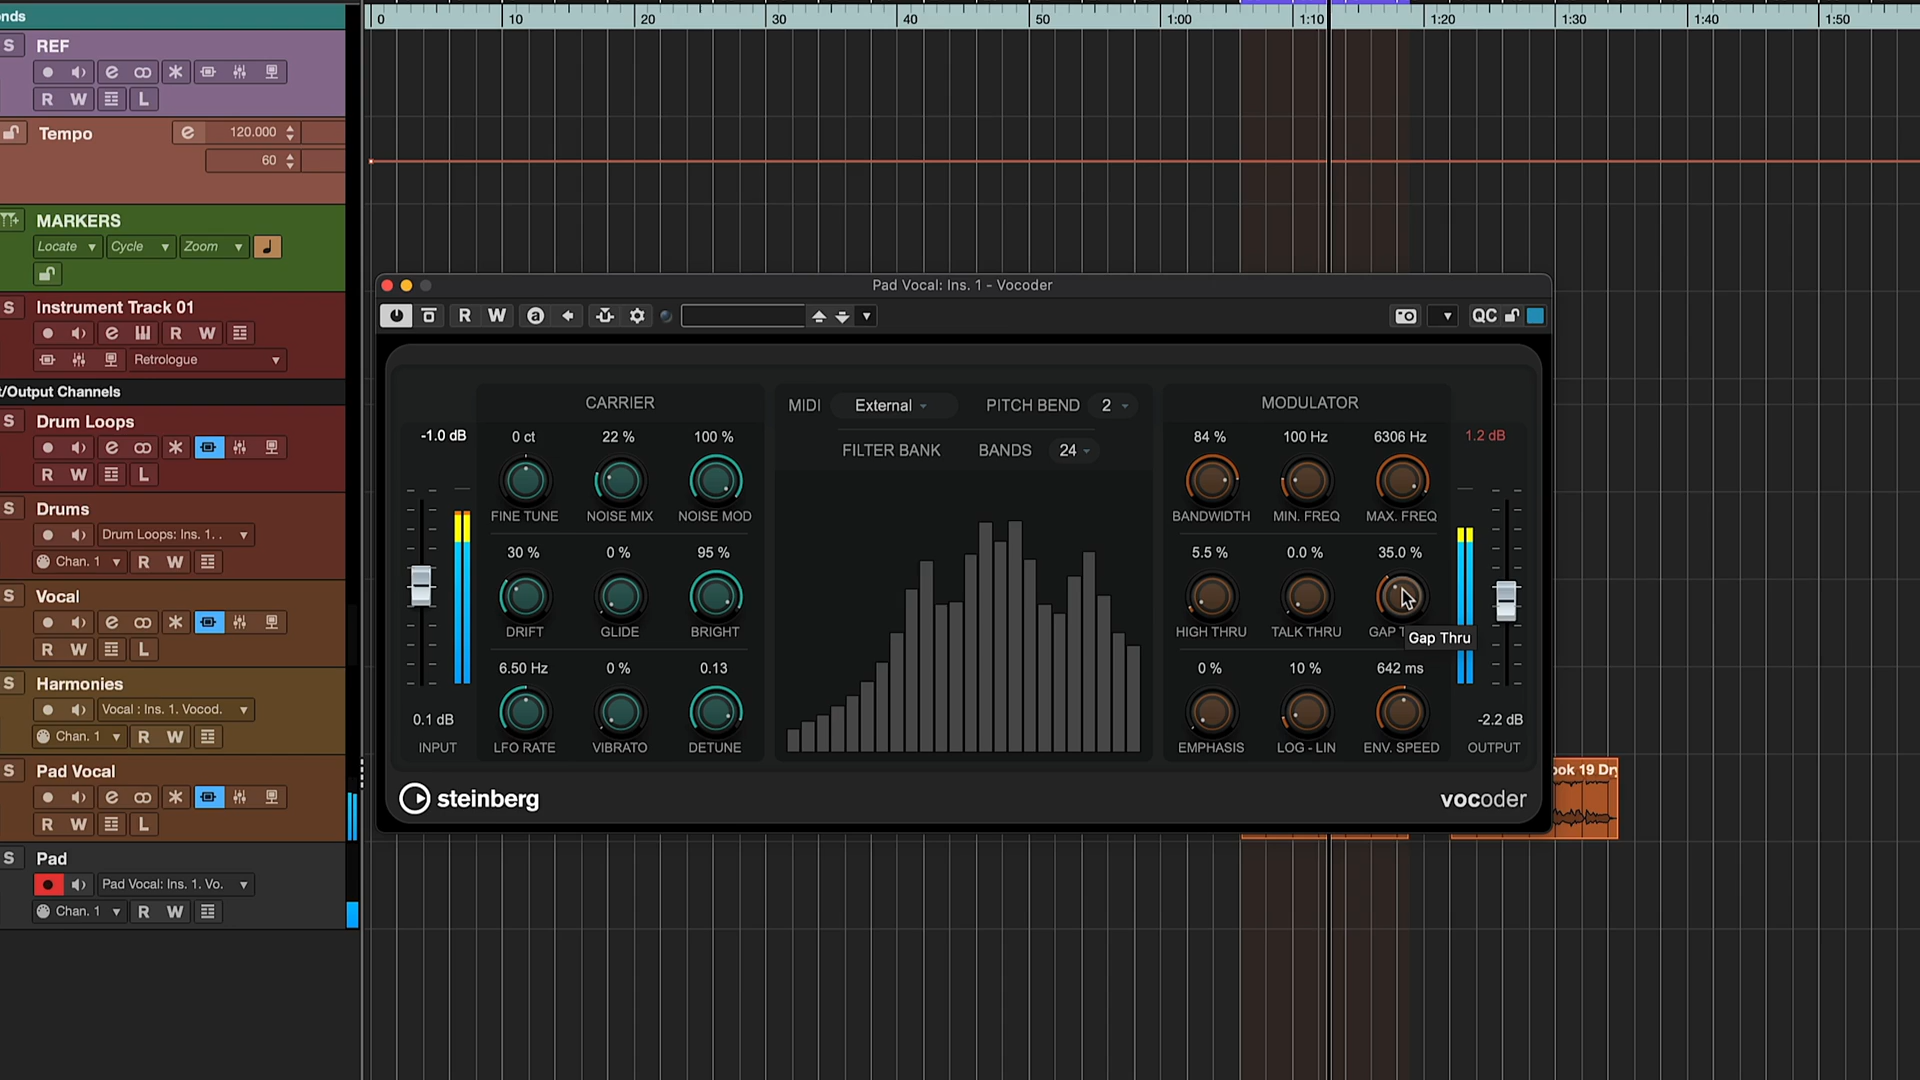 onds
0 10 20 30 40 50 1:00 1:10 1:20 1:30 1:40 1:50
S REF
R W L
Tempo e 120.000
60
MARKERS
Locate Cycle Zoom
S Instrument Track 01
e R W
Retrologue
t/Output Channels
S Drum Loops
e
R W L
S Drums
Drum Loops: Ins. 1. .
Chan. 1 R W
S Vocal
e
R W L
S Harmonies
Vocal : Ins. 1. Vocod.
Chan. 1 R W
S Pad Vocal
e
R W L
S Pad
Pad Vocal: Ins. 1. Vo.
Chan. 1 R W
Pad Vocal: Ins. 1 - Vocoder
R W a QC
CARRIER
MIDI External PITCH BEND 2
MODULATOR
-1.0 dB 0 ct 22 % 100 %
FILTER BANK BANDS 24
84 % 100 Hz 6306 Hz 1.2 dB
FINE TUNE NOISE MIX NOISE MOD
BANDWIDTH MIN. FREQ MAX. FREQ
30 % 0 % 95 %
5.5 % 0.0 % 35.0 %
DRIFT GLIDE BRIGHT
HIGH THRU TALK THRU GAP T
Gap Thru
6.50 Hz 0 % 0.13
0 % 10 % 642 ms
0.1 dB
-2.2 dB
INPUT LFO RATE VIBRATO DETUNE
EMPHASIS LOG - LIN ENV. SPEED OUTPUT
steinberg
vocoder
ook 19 Dry